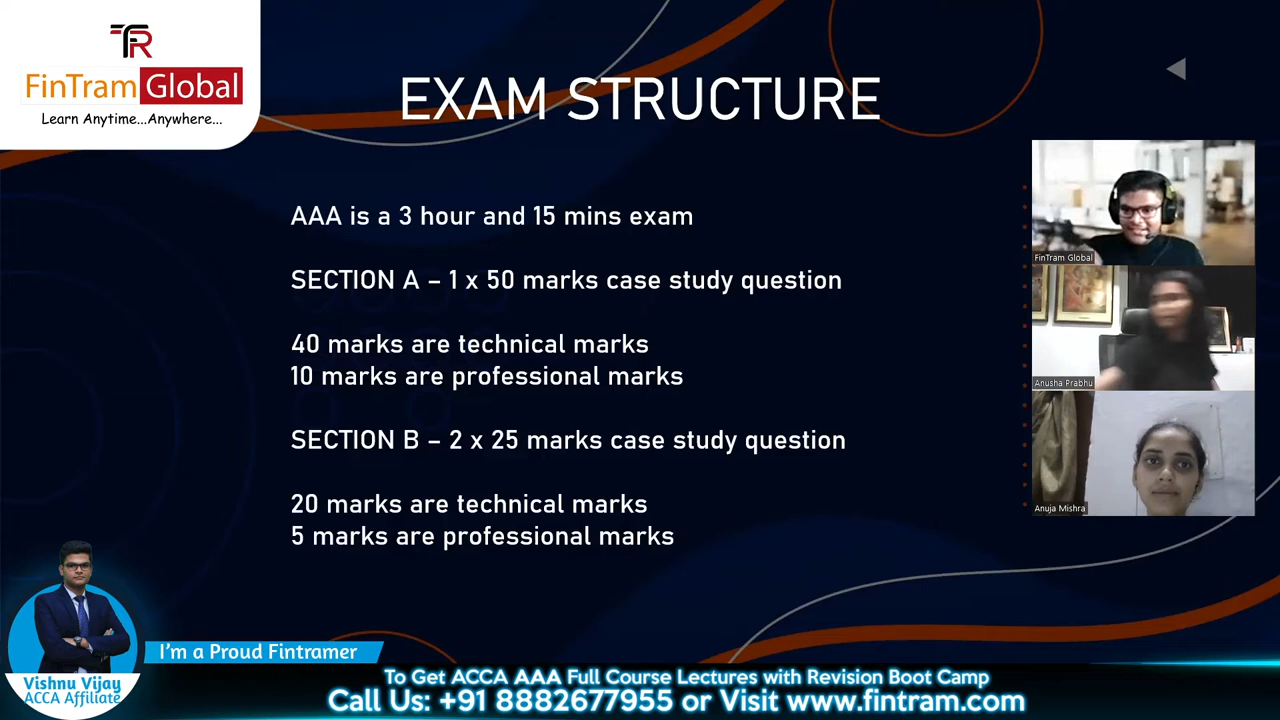 FR
FinTram Global
Learn Anytime...Anywhere...
EXAM STRUCTURE
AAA is a 3 hour and 15 mins exam
SECTION A – 1 x 50 marks case study question
40 marks are technical marks
10 marks are professional marks
SECTION B – 2 x 25 marks case study question
20 marks are technical marks
5 marks are professional marks
FinTram Global
Anusha Prabhu
Anuja Mishra
I'm a Proud Fintramer
Vishnu Vijay
ACCA Affiliate
To Get ACCA AAA Full Course Lectures with Revision Boot Camp
Call Us: +91 8882677955 or Visit www.fintram.com